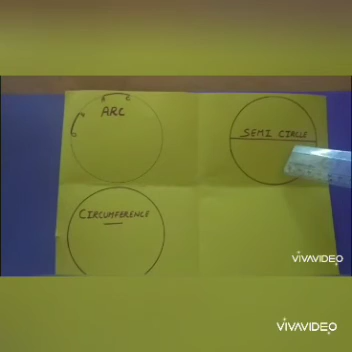 A B
ARC
SEMI CIRCLE
CIRCUMFERENCE
VIVAVIDEO
VIVAVIDEO